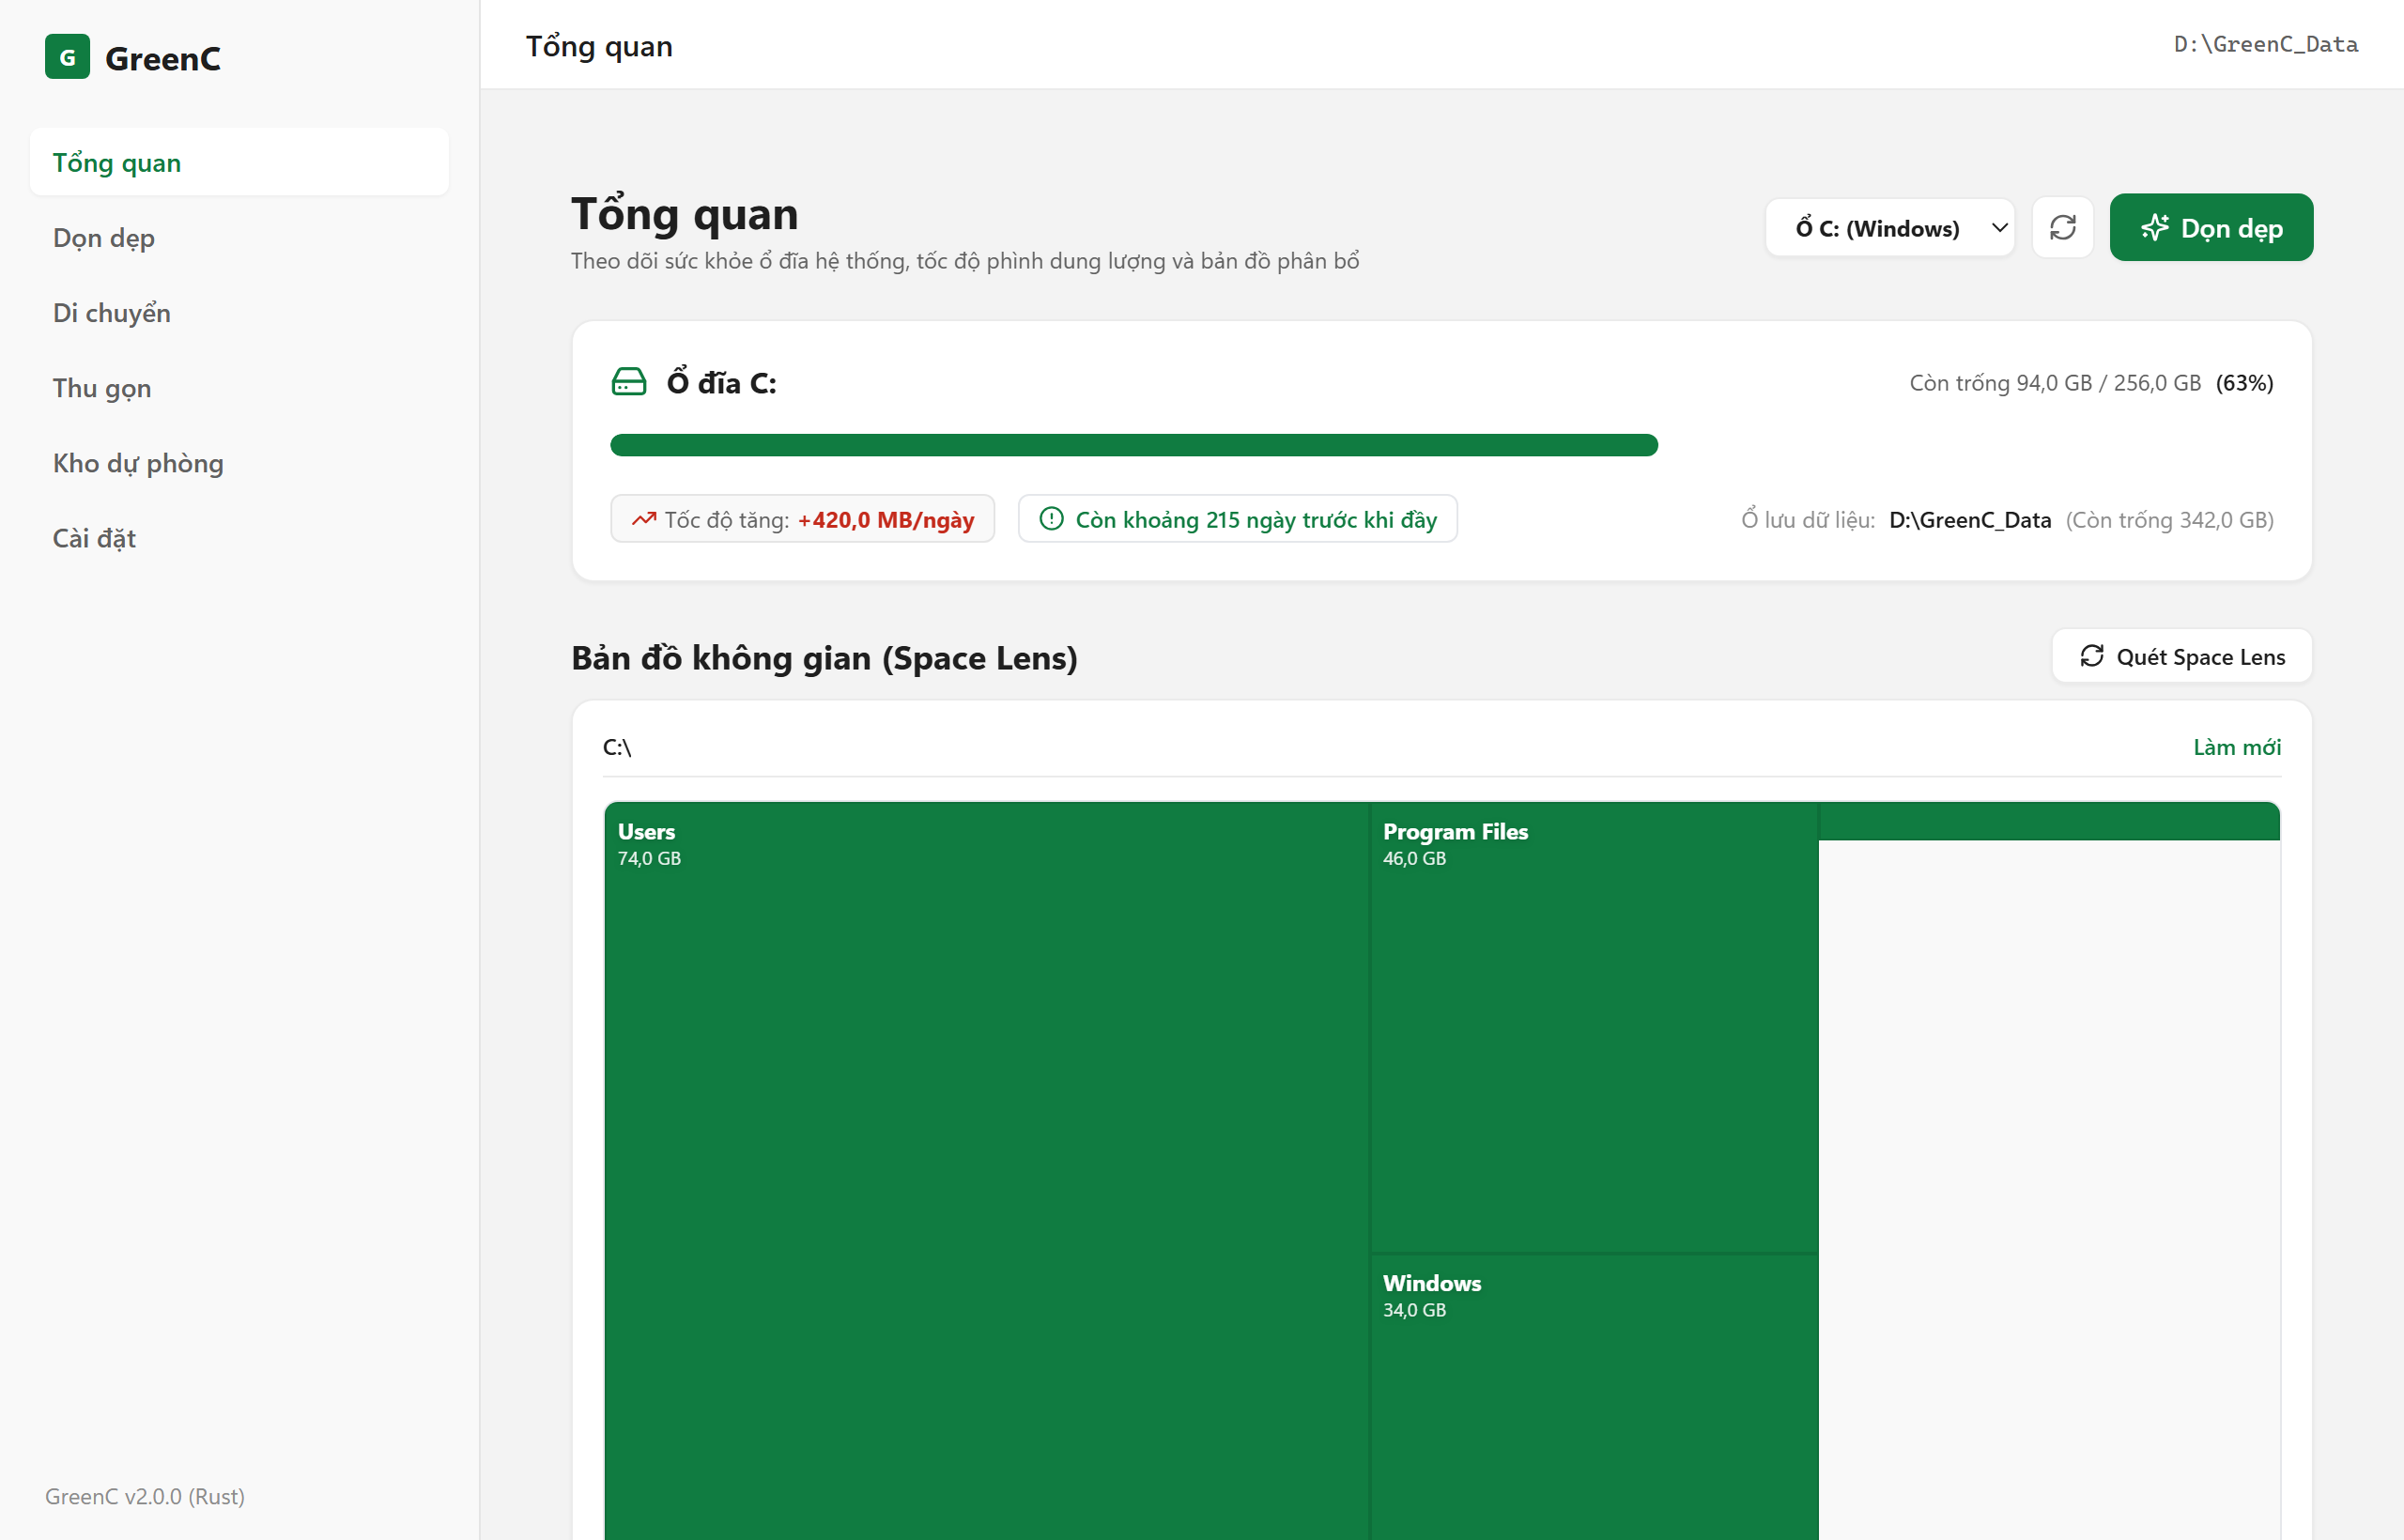 G GreenC
Tổng quan
Dọn dẹp
Di chuyển
Thu gọn
Kho dự phòng
Cài đặt
GreenC v2.0.0 (Rust)
Tổng quan
D:\GreenC_Data
Tổng quan
Theo dõi sức khỏe ổ đĩa hệ thống, tốc độ phình dung lượng và bản đồ phân bổ
Ổ C: (Windows)
Dọn dẹp
Ổ đĩa C:
Còn trống 94,0 GB / 256,0 GB (63%)
Tốc độ tăng: +420,0 MB/ngày
Còn khoảng 215 ngày trước khi đầy
Ổ lưu dữ liệu: D:\GreenC_Data (Còn trống 342,0 GB)
Bản đồ không gian (Space Lens)
Quét Space Lens
C:\
Làm mới
Users
74,0 GB
Program Files
46,0 GB
Windows
34,0 GB